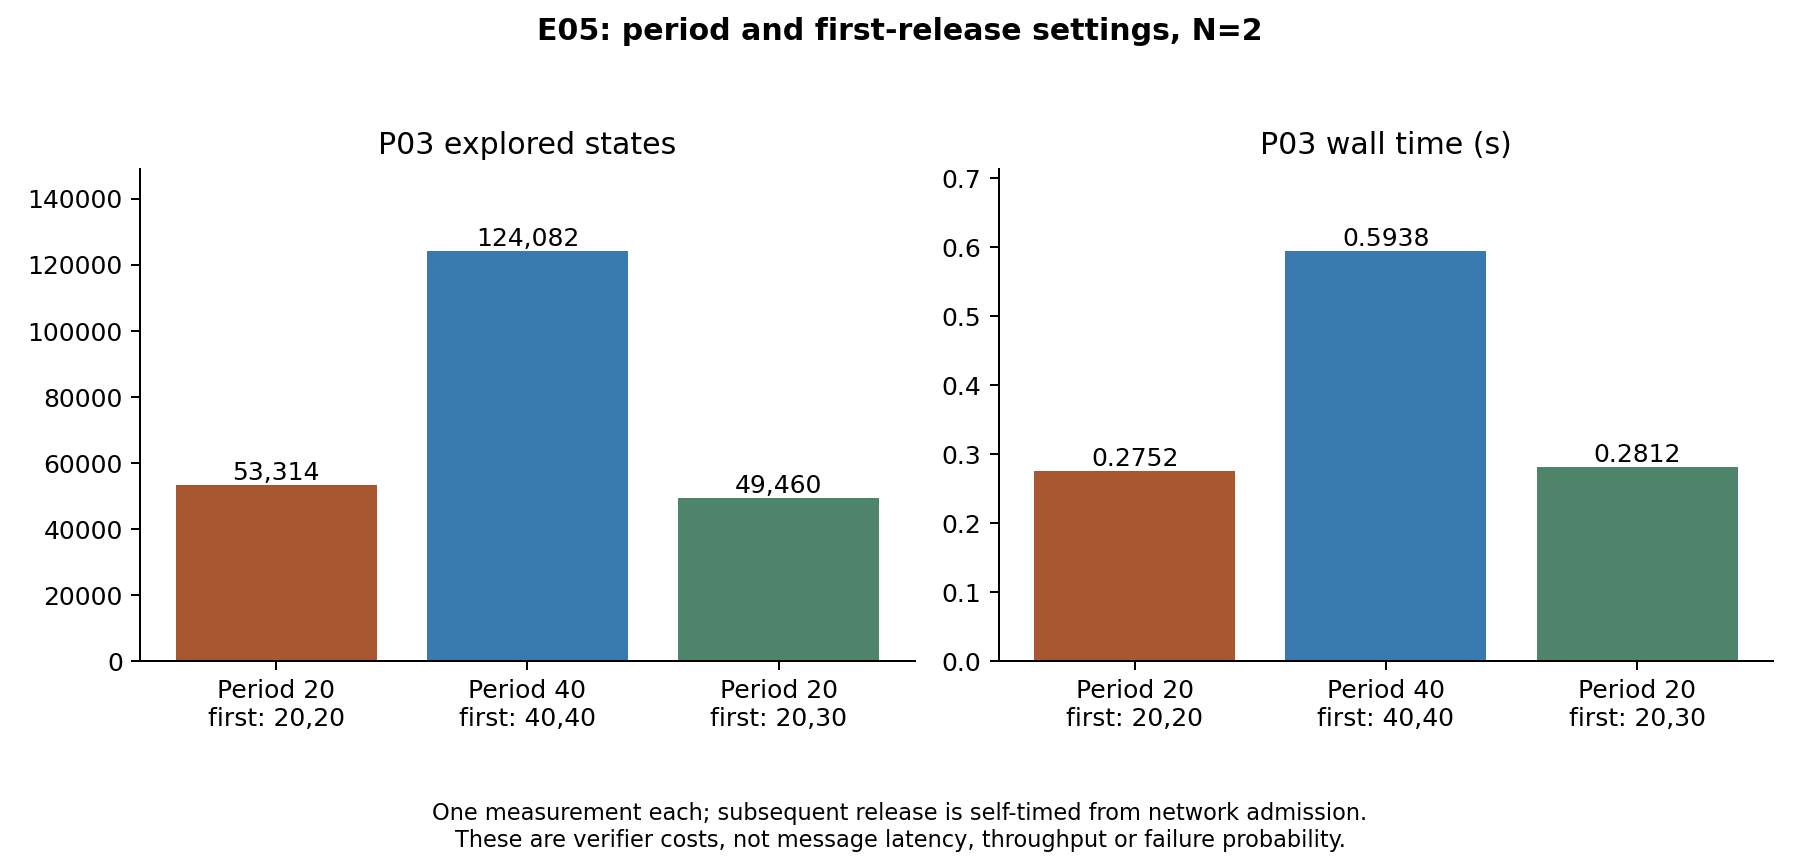 E05: period and first-release settings, N=2
P03 explored states
140000
120000
100000
80000
60000
40000
20000
0
53,314
124,082
49,460
Period 20
first: 20,20
Period 40
first: 40,40
Period 20
first: 20,30
P03 wall time (s)
0.7
0.6
0.5
0.4
0.3
0.2
0.1
0.0
0.2752
0.5938
0.2812
Period 20
first: 20,20
Period 40
first: 40,40
Period 20
first: 20,30
One measurement each; subsequent release is self-timed from network admission.
These are verifier costs, not message latency, throughput or failure probability.